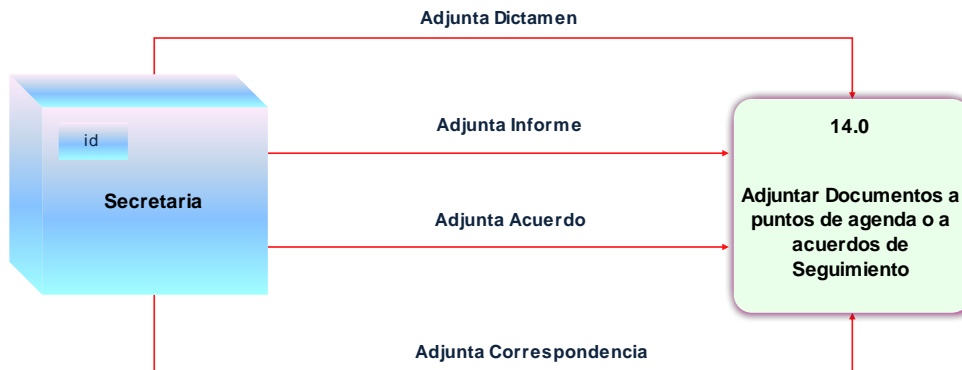 Adjunta Dictamen
id
Secretaria
Adjunta Informe
Adjunta Acuerdo
14.0
Adjuntar Documentos a
puntos de agenda o a
acuerdos de
Seguimiento
Adjunta Correspondencia